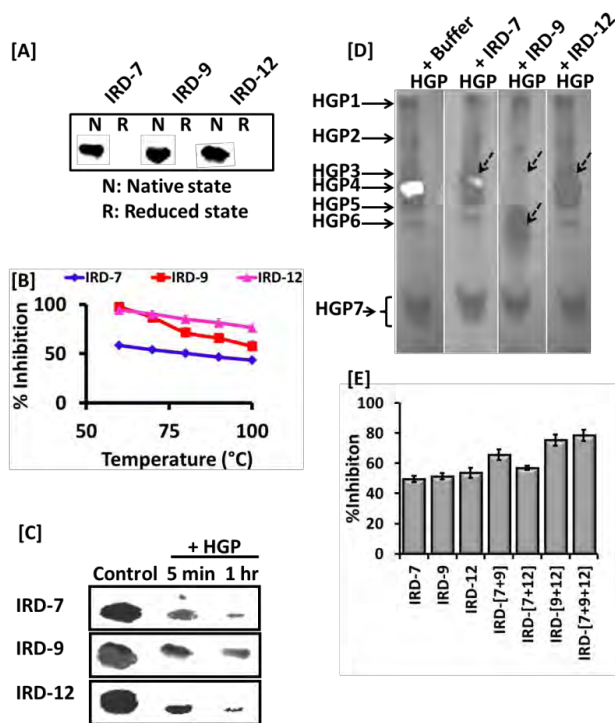 [A]
IRD-7 IRD-9 IRD-12
N R N R N R
N: Native state
R: Reduced state
[B]
IRD-7 IRD-9 IRD-12
% Inhibition
100
50
0
50 75 100
Temperature (°C)
[C]
+ HGP
Control 5 min 1 hr
IRD-7
IRD-9
IRD-12
[D]
+ Buffer + IRD-7 + IRD-9 + IRD-12
HGP HGP HGP HGP
HGP1
HGP2
HGP3
HGP4
HGP5
HGP6
HGP7
[E]
%Inhibiton
100
80
60
40
20
0
IRD-7
IRD-9
IRD-12
IRD-[7+9]
IRD-[7+12]
IRD-[9+12]
IRD-[7+9+12]